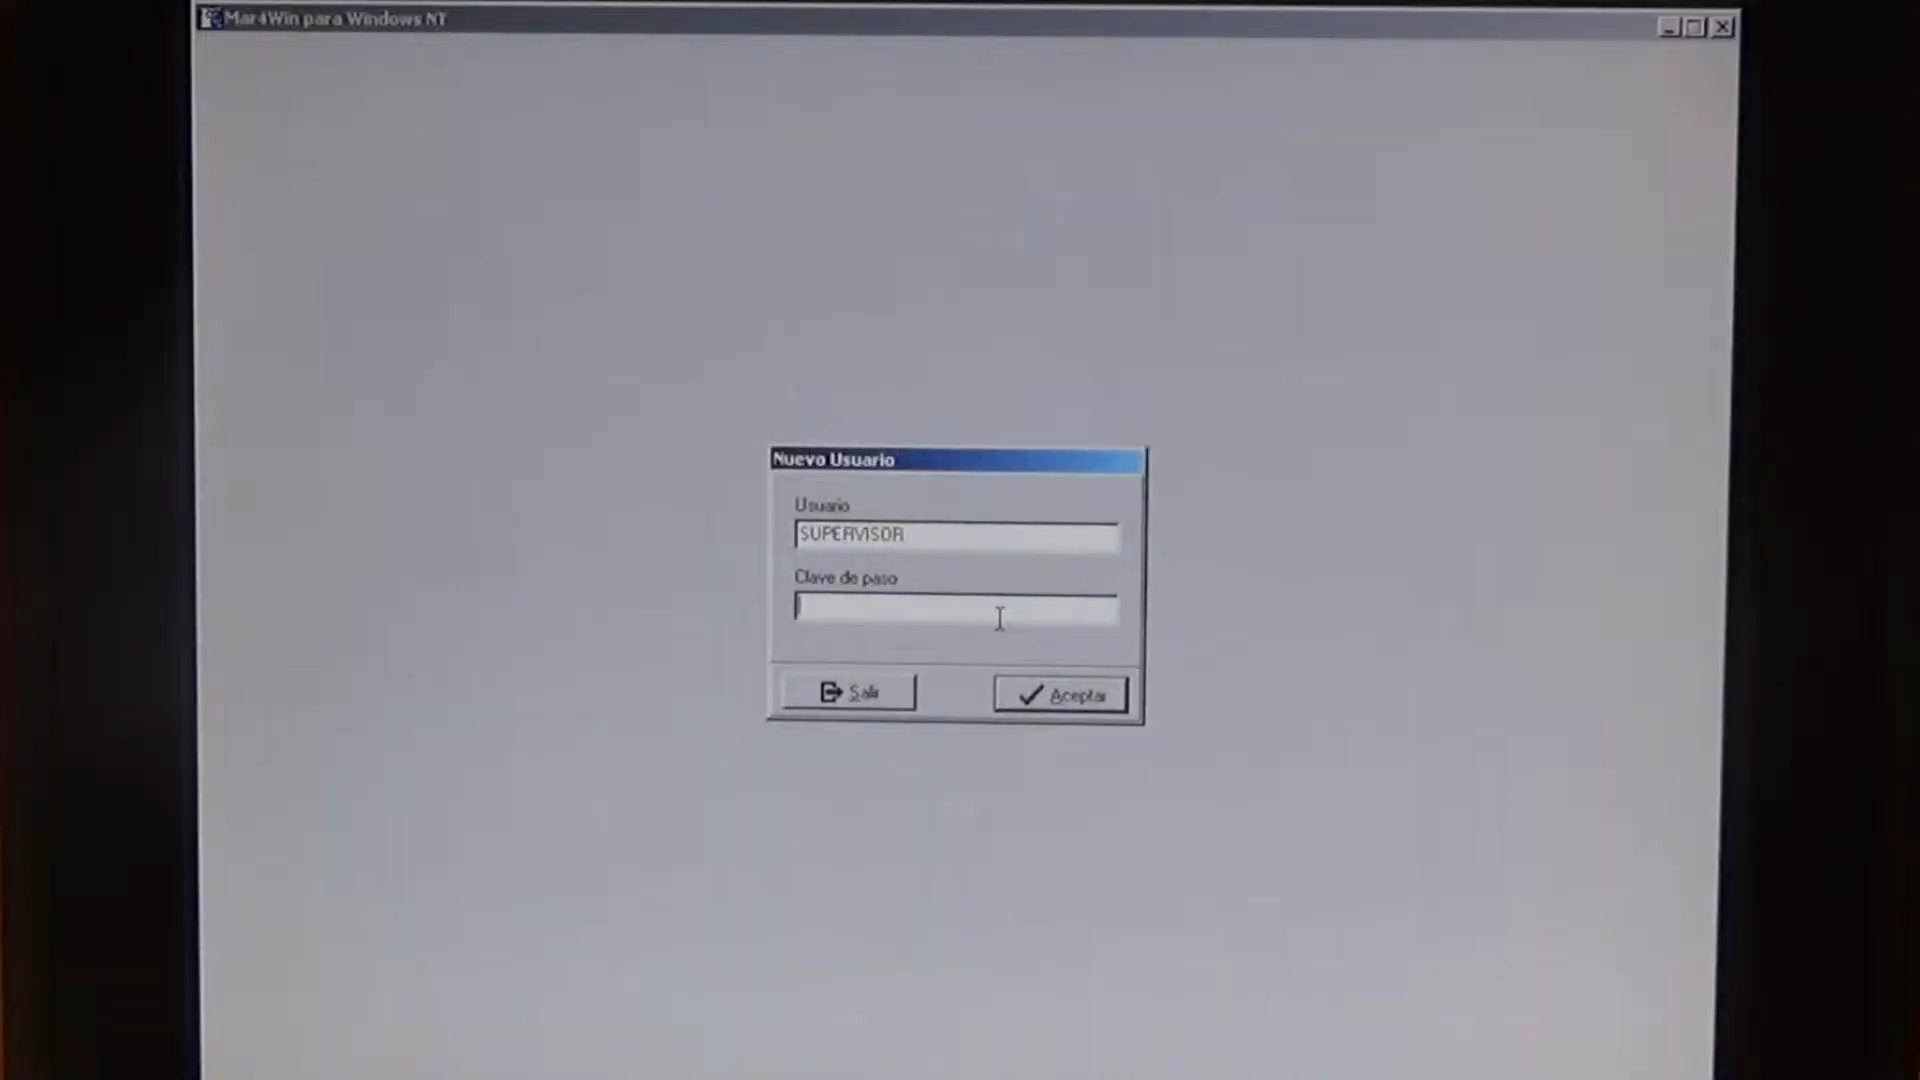 Mar4Win para Windows NT
Nuevo Usuario
Usuario
SUPERVISOR
Clave de paso
Salir
Aceptar